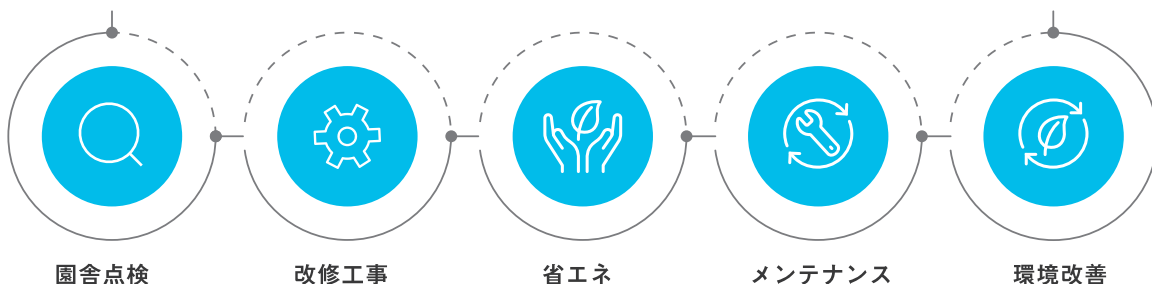 園舎点検
改修工事
省エネ
メンテナンス
環境改善